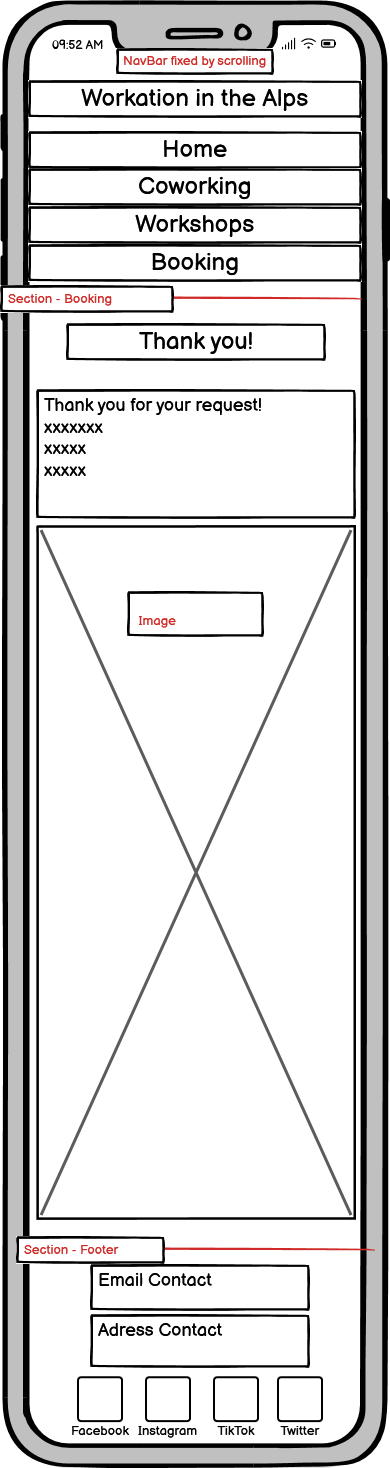 09:52 AM
NavBar fixed by scrolling
Workation in the Alps
Home
Coworking
Workshops
Booking
Section - Booking
Thank you!
Thank you for your request!
xxxxxxx
xxxxx
xxxxx
Image
Section - Footer
Email Contact
Adress Contact
Facebook Instagram TikTok Twitter